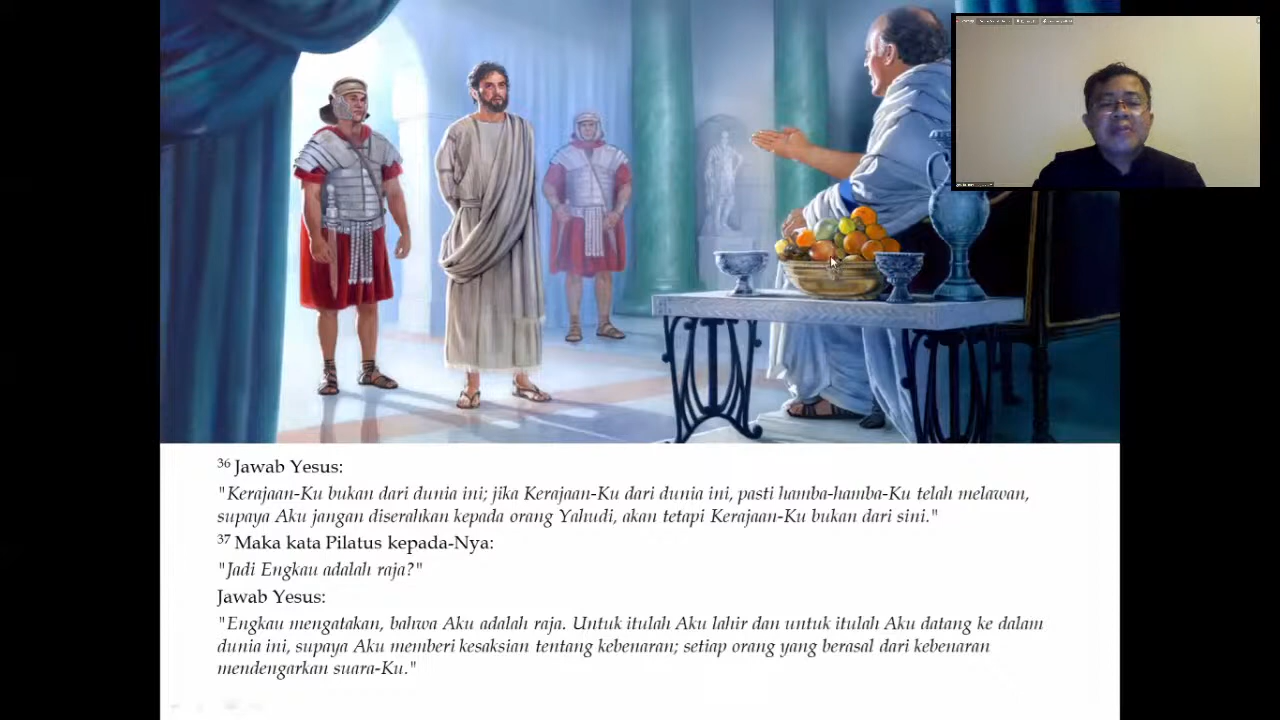 36 Jawab Yesus:
"Kerajaan-Ku bukan dari dunia ini; jika Kerajaan-Ku dari dunia ini, pasti hamba-hamba-Ku telah melawan,
supaya Aku jangan diserahkan kepada orang Yahudi, akan tetapi Kerajaan-Ku bukan dari sini."
37 Maka kata Pilatus kepada-Nya:
"Jadi Engkau adalah raja?"
Jawab Yesus:
"Engkau mengatakan, bahwa Aku adalah raja. Untuk itulah Aku lahir dan untuk itulah Aku datang ke dalam
dunia ini, supaya Aku memberi kesaksian tentang kebenaran; setiap orang yang berasal dari kebenaran
mendengarkan suara-Ku."